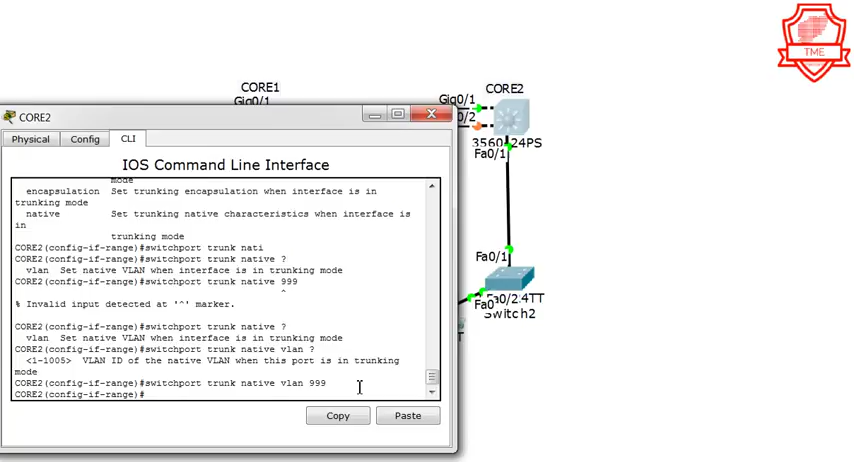 TME
CORE1
Gig0/1
CORE2
Gig0/1
0/2
3560-24PS
Fa0/1
Fa0/1
Fa0/2
4TT
Fa0
Switch2
T
CORE2
Physical
Config
CLI
IOS Command Line Interface
mode
encapsulation Set trunking encapsulation when interface is in
trunking mode
native Set trunking native characteristics when interface is
in
trunking mode
CORE2(config-if-range)#switchport trunk nati
CORE2(config-if-range)#switchport trunk native ?
vlan Set native VLAN when interface is in trunking mode
CORE2(config-if-range)#switchport trunk native 999
^
% Invalid input detected at '^' marker.
CORE2(config-if-range)#switchport trunk native ?
vlan Set native VLAN when interface is in trunking mode
CORE2(config-if-range)#switchport trunk native vlan ?
<1-1005> VLAN ID of the native VLAN when this port is in trunking
mode
CORE2(config-if-range)#switchport trunk native vlan 999
CORE2(config-if-range)#
Copy
Paste